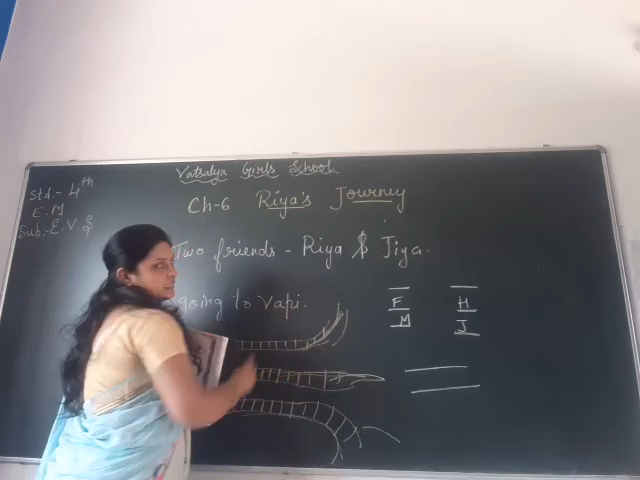 Vatsalya Girls School
Std:- 4th
E.M
Sub:- E.V.S
Ch-6 Riya's Journey
Two friends - Riya & Jiya.
going to Vapi.
F H
M J